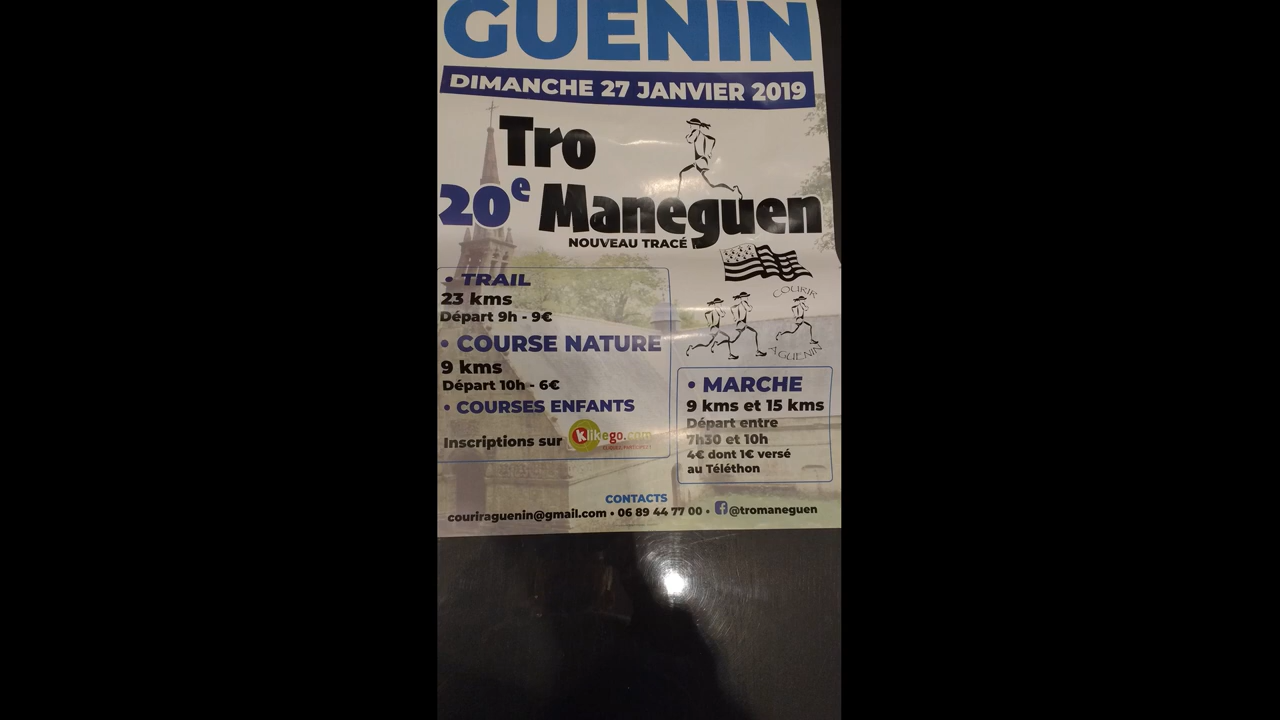 GUENIN
DIMANCHE 27 JANVIER 2019
Tro
20e Maneguen
NOUVEAU TRACÉ
• TRAIL
23 kms
Départ 9h - 9€
• COURSE NATURE
9 kms
Départ 10h - 6€
• COURSES ENFANTS
Inscriptions sur klikego.com
COURIR
A GUENIN
• MARCHE
9 kms et 15 kms
Départ entre
7h30 et 10h
4€ dont 1€ versé
au Téléthon
CONTACTS
couriraguenin@gmail.com • 06 89 44 77 00 • @tromaneguen